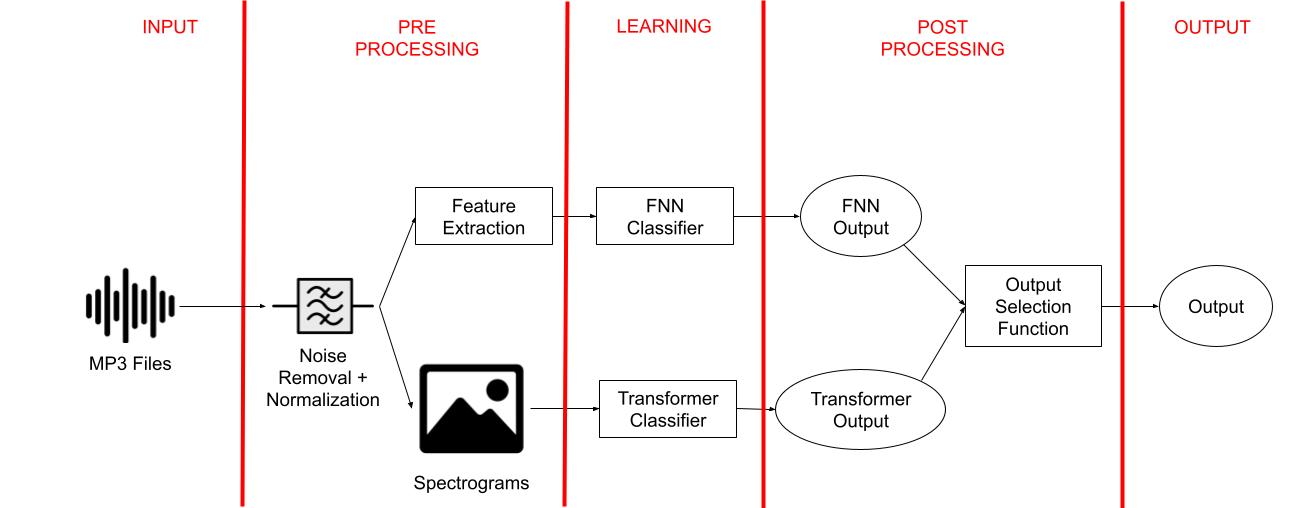 INPUT
PRE
PROCESSING
LEARNING
POST
PROCESSING
OUTPUT
Feature
Extraction
FNN
Classifier
FNN
Output
MP3 Files
Noise
Removal +
Normalization
Output
Selection
Function
Output
Spectrograms
Transformer
Classifier
Transformer
Output